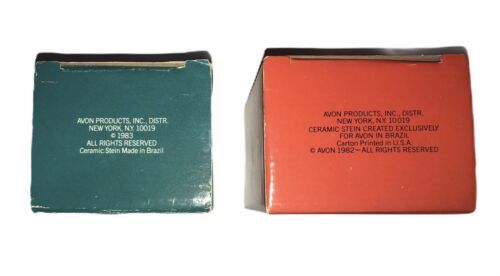 AVON PRODUCTS, INC., DISTR.
NEW YORK, N.Y. 10019
© 1983
ALL RIGHTS RESERVED
Ceramic Stein Made in Brazil
AVON PRODUCTS, INC., DISTR.
NEW YORK, N.Y. 10019
CERAMIC STEIN CREATED EXCLUSIVELY
FOR AVON IN BRAZIL
Carton Printed in U.S.A.
© AVON 1982—ALL RIGHTS RESERVED